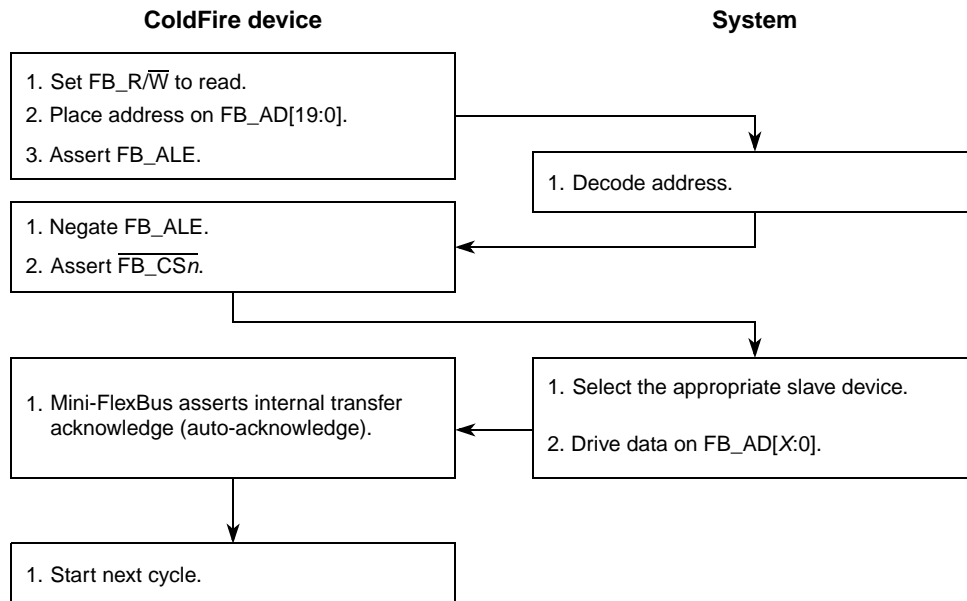 ColdFire device
System
1. Set FB_R/W̅ to read.
2. Place address on FB_AD[19:0].
3. Assert FB_ALE.
1. Decode address.
1. Negate FB_ALE.
2. Assert F̅B̅_̅C̅S̅n̅.
1. Select the appropriate slave device.
2. Drive data on FB_AD[X:0].
1. Mini-FlexBus asserts internal transfer
acknowledge (auto-acknowledge).
1. Start next cycle.